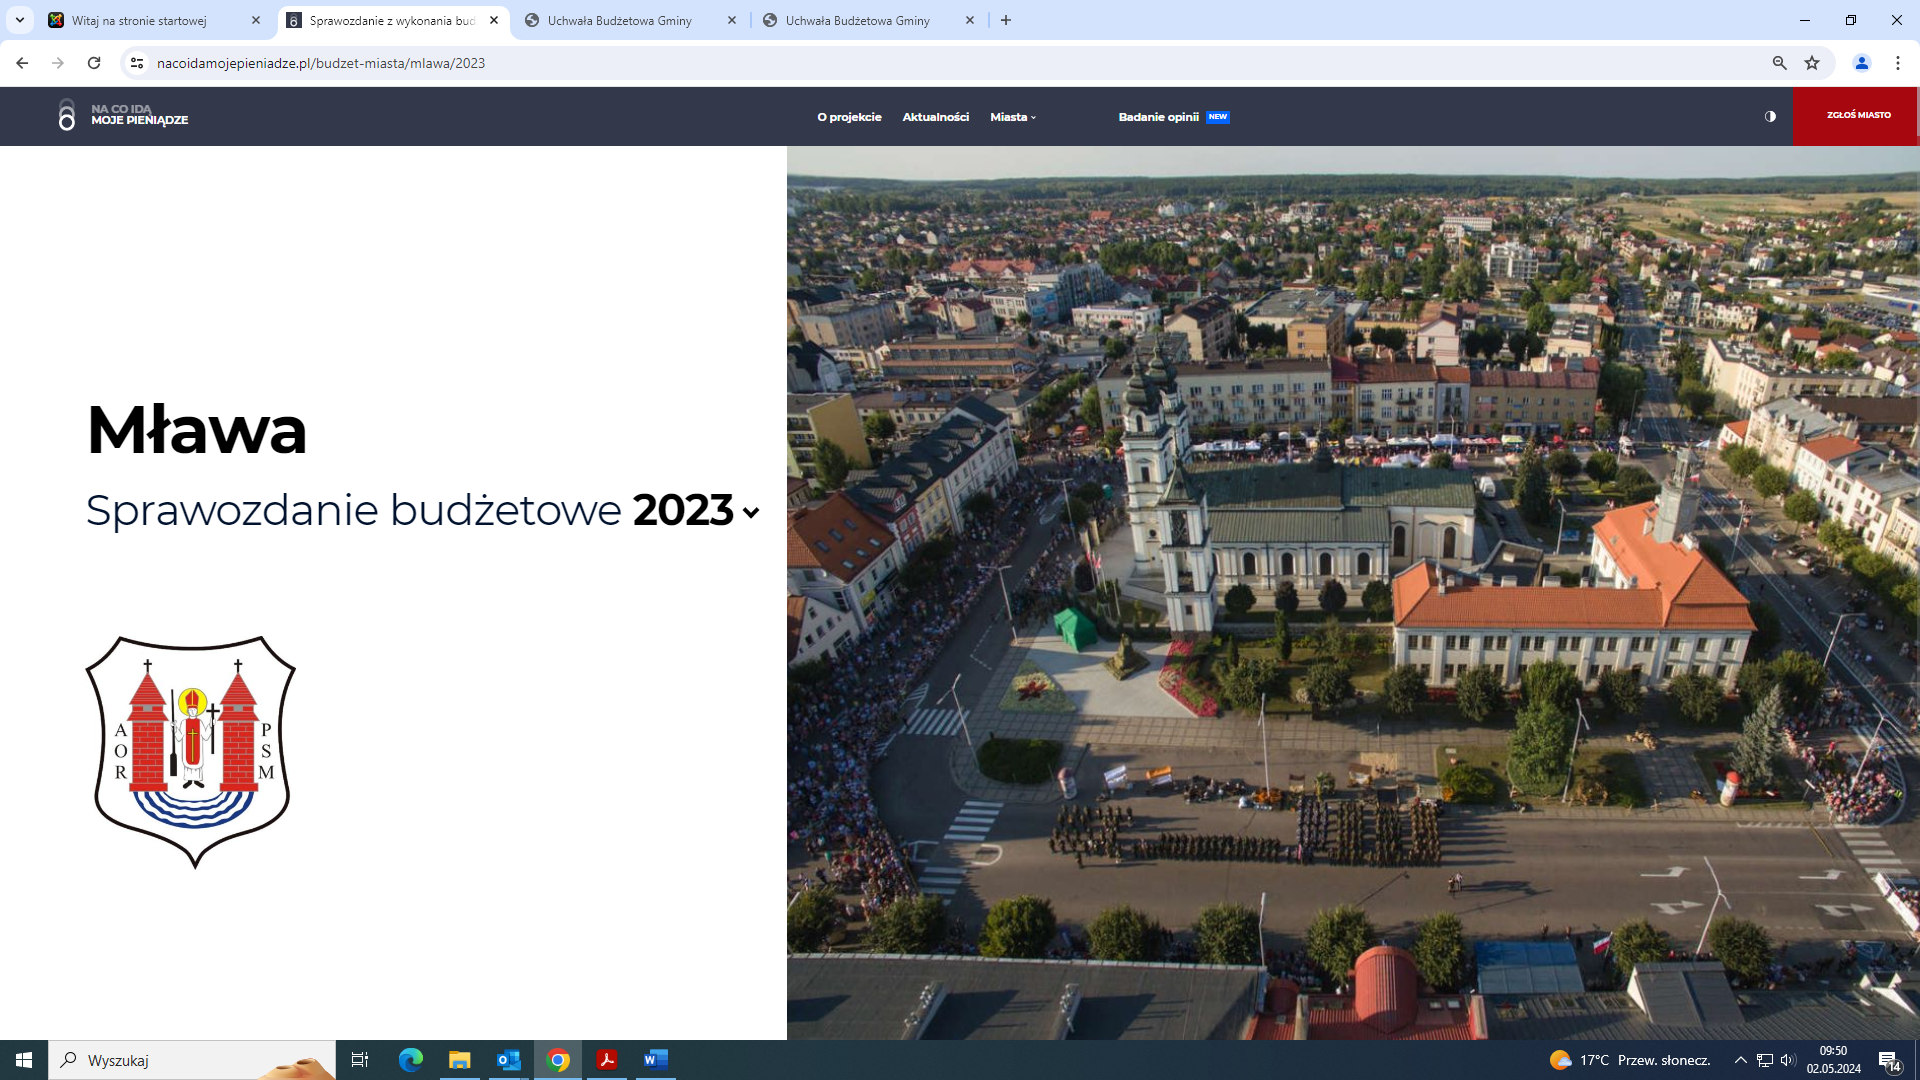 Witaj na stronie startowej
Sprawozdanie z wykonania bud
Uchwała Budżetowa Gminy
Uchwała Budżetowa Gminy
nacoidamojepieniadze.pl/budzet-miasta/mlawa/2023
NA CO IDĄ
MOJE PIENIĄDZE
O projekcie
Aktualności
Miasta
Badanie opinii NEW
ZGŁOŚ MIASTO
Mława
Sprawozdanie budżetowe 2023
A P
O S
R M
Wyszukaj
17°C Przew. słonecz.
09:50
02.05.2024
14